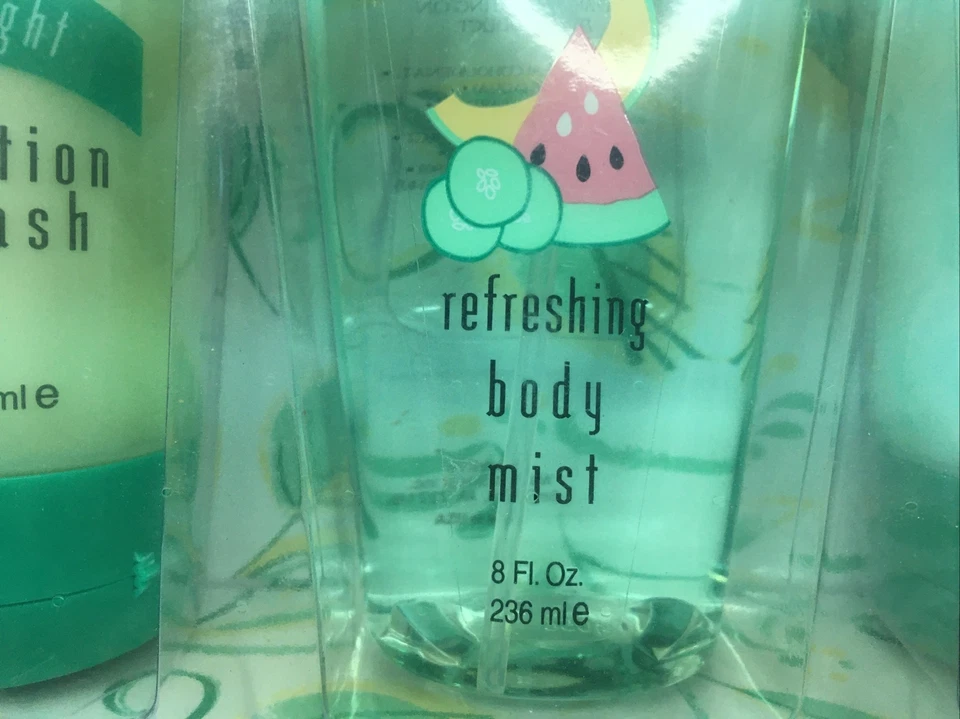 ght
tion
ash
ml e
refreshing
body
mist
8 Fl. Oz.
236 ml e